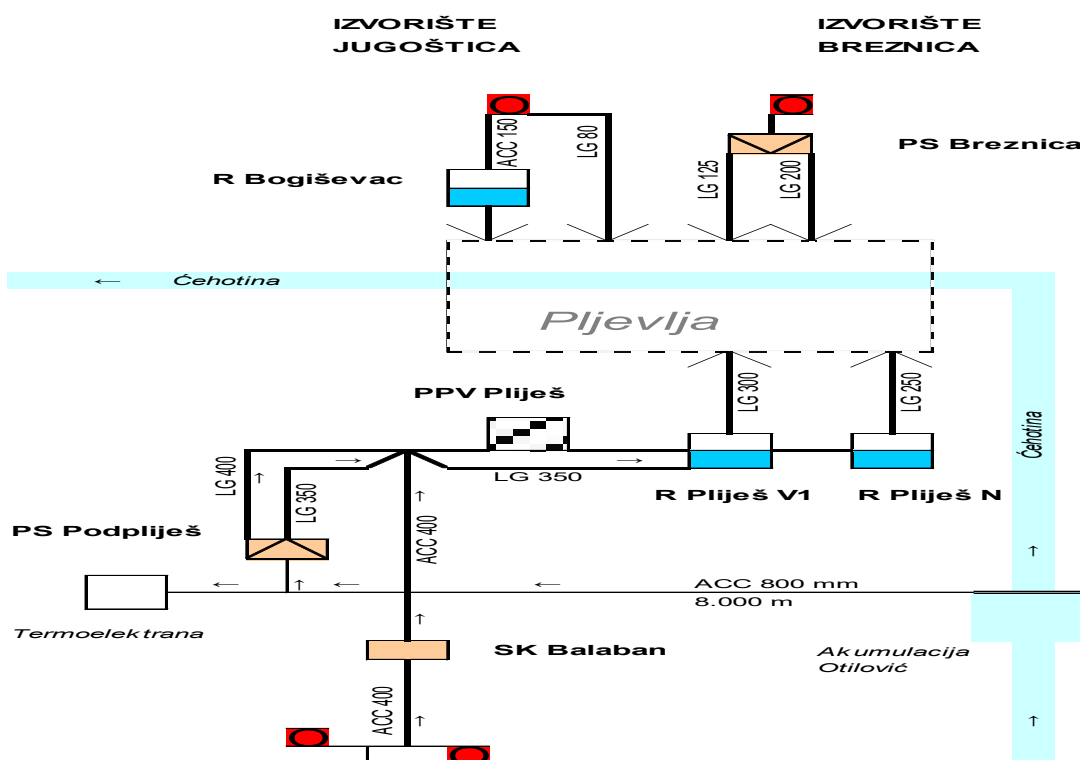 IZVORIŠTE
JUGOŠTICA
IZVORIŠTE
BREZNICA
ACC 150
LG 80
PS Breznica
R Bogiševac
LG 125
LG 200
← Ćehotina
Pljevlja
PPV Pliješ
LG 300
LG 250
Ćehotina
LG 400
LG 350
LG 350
R Pliješ V1
R Pliješ N
PS Podpliješ
ACC 400
ACC 800 mm
8.000 m
Termoelektrana
SK Balaban
Akumulacija
Otilović
ACC 400